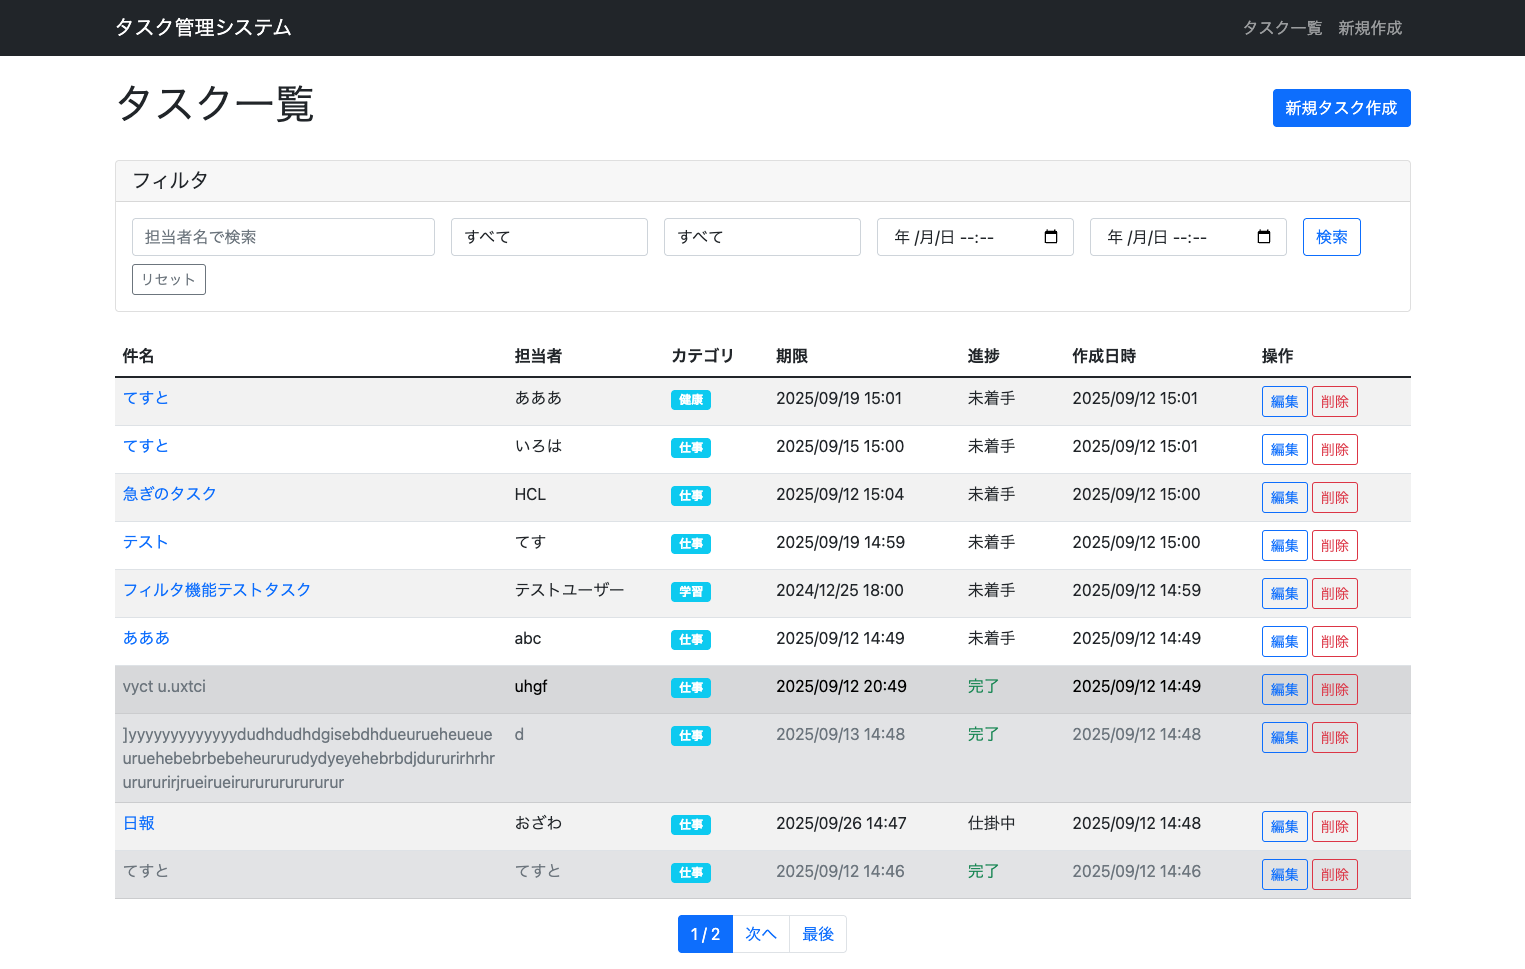 タスク管理システム タスク一覧 新規作成
タスク一覧 新規タスク作成
フィルタ
担当者名で検索 すべて すべて 年 /月/日 --:-- 年 /月/日 --:-- 検索
リセット
件名 担当者 カテゴリ 期限 進捗 作成日時 操作
てすと あああ 健康 2025/09/19 15:01 未着手 2025/09/12 15:01 編集 削除
てすと いろは 仕事 2025/09/15 15:00 未着手 2025/09/12 15:01 編集 削除
急ぎのタスク HCL 仕事 2025/09/12 15:04 未着手 2025/09/12 15:00 編集 削除
テスト てす 仕事 2025/09/19 14:59 未着手 2025/09/12 15:00 編集 削除
フィルタ機能テストタスク テストユーザー 学習 2024/12/25 18:00 未着手 2025/09/12 14:59 編集 削除
あああ abc 仕事 2025/09/12 14:49 未着手 2025/09/12 14:49 編集 削除
vyct u.uxtci uhgf 仕事 2025/09/12 20:49 完了 2025/09/12 14:49 編集 削除
]yyyyyyyyyyyyydudhdudhdgisebdhdueurueheueue d 仕事 2025/09/13 14:48 完了 2025/09/12 14:48 編集 削除
uruehebebrbebeheururudydyeyehebrbdjdururirhrhr
urururirjrueirueirururururururur
日報 おざわ 仕事 2025/09/26 14:47 仕掛中 2025/09/12 14:48 編集 削除
てすと てすと 仕事 2025/09/12 14:46 完了 2025/09/12 14:46 編集 削除
1 / 2 次へ 最後